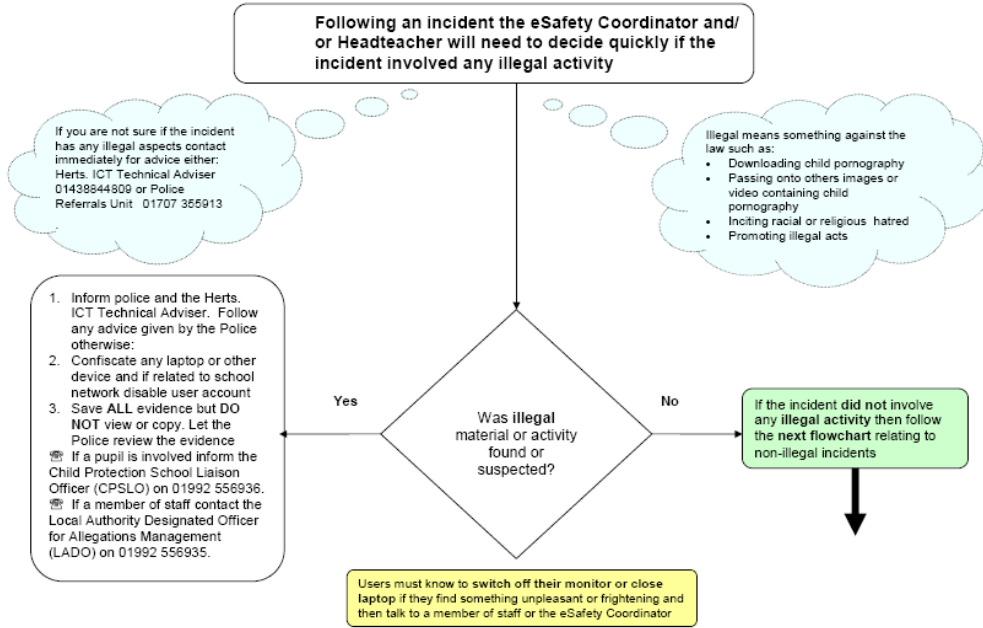 Following an incident the eSafety Coordinator and/
or Headteacher will need to decide quickly if the
incident involved any illegal activity
If you are not sure if the incident
has any illegal aspects contact
immediately for advice either:
Herts. ICT Technical Adviser
01438844809 or Police
Referrals Unit 01707 355913
Illegal means something against the
law such as:
• Downloading child pornography
• Passing onto others images or
video containing child
pornography
• Inciting racial or religious hatred
• Promoting illegal acts
1. Inform police and the Herts.
ICT Technical Adviser. Follow
any advice given by the Police
otherwise:
2. Confiscate any laptop or other
device and if related to school
network disable user account
3. Save ALL evidence but DO
NOT view or copy. Let the
Police review the evidence
☏ If a pupil is involved inform the
Child Protection School Liaison
Officer (CPSLO) on 01992 556936.
☏ If a member of staff contact the
Local Authority Designated Officer
for Allegations Management
(LADO) on 01992 556935.
Yes
Was illegal
material or activity
found or
suspected?
No
If the incident did not involve
any illegal activity then follow
the next flowchart relating to
non-illegal incidents
Users must know to switch off their monitor or close
laptop if they find something unpleasant or frightening and
then talk to a member of staff or the eSafety Coordinator